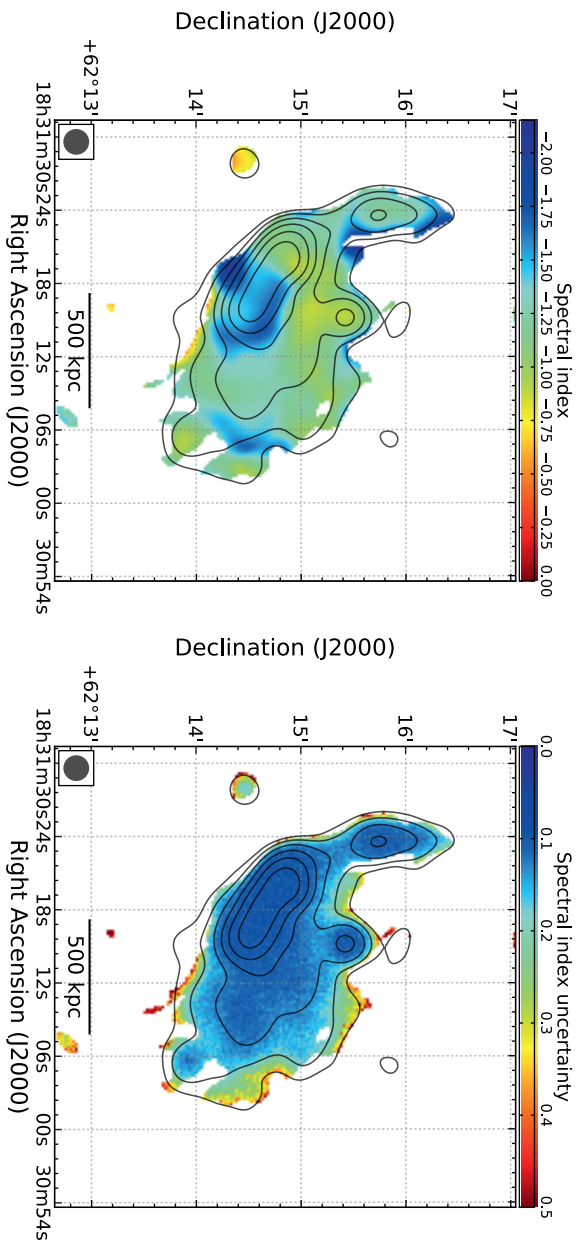 Spectral index
−2.00 −1.75 −1.50 −1.25 −1.00 −0.75 −0.50 −0.25 0.00
Declination (J2000)
17'
16'
15'
14'
+62°13'
500 kpc
18h31m30s 24s 18s 12s 06s 00s 30m54s
Right Ascension (J2000)
Spectral index uncertainty
0.0 0.1 0.2 0.3 0.4 0.5
Declination (J2000)
17'
16'
15'
14'
+62°13'
500 kpc
18h31m30s 24s 18s 12s 06s 00s 30m54s
Right Ascension (J2000)